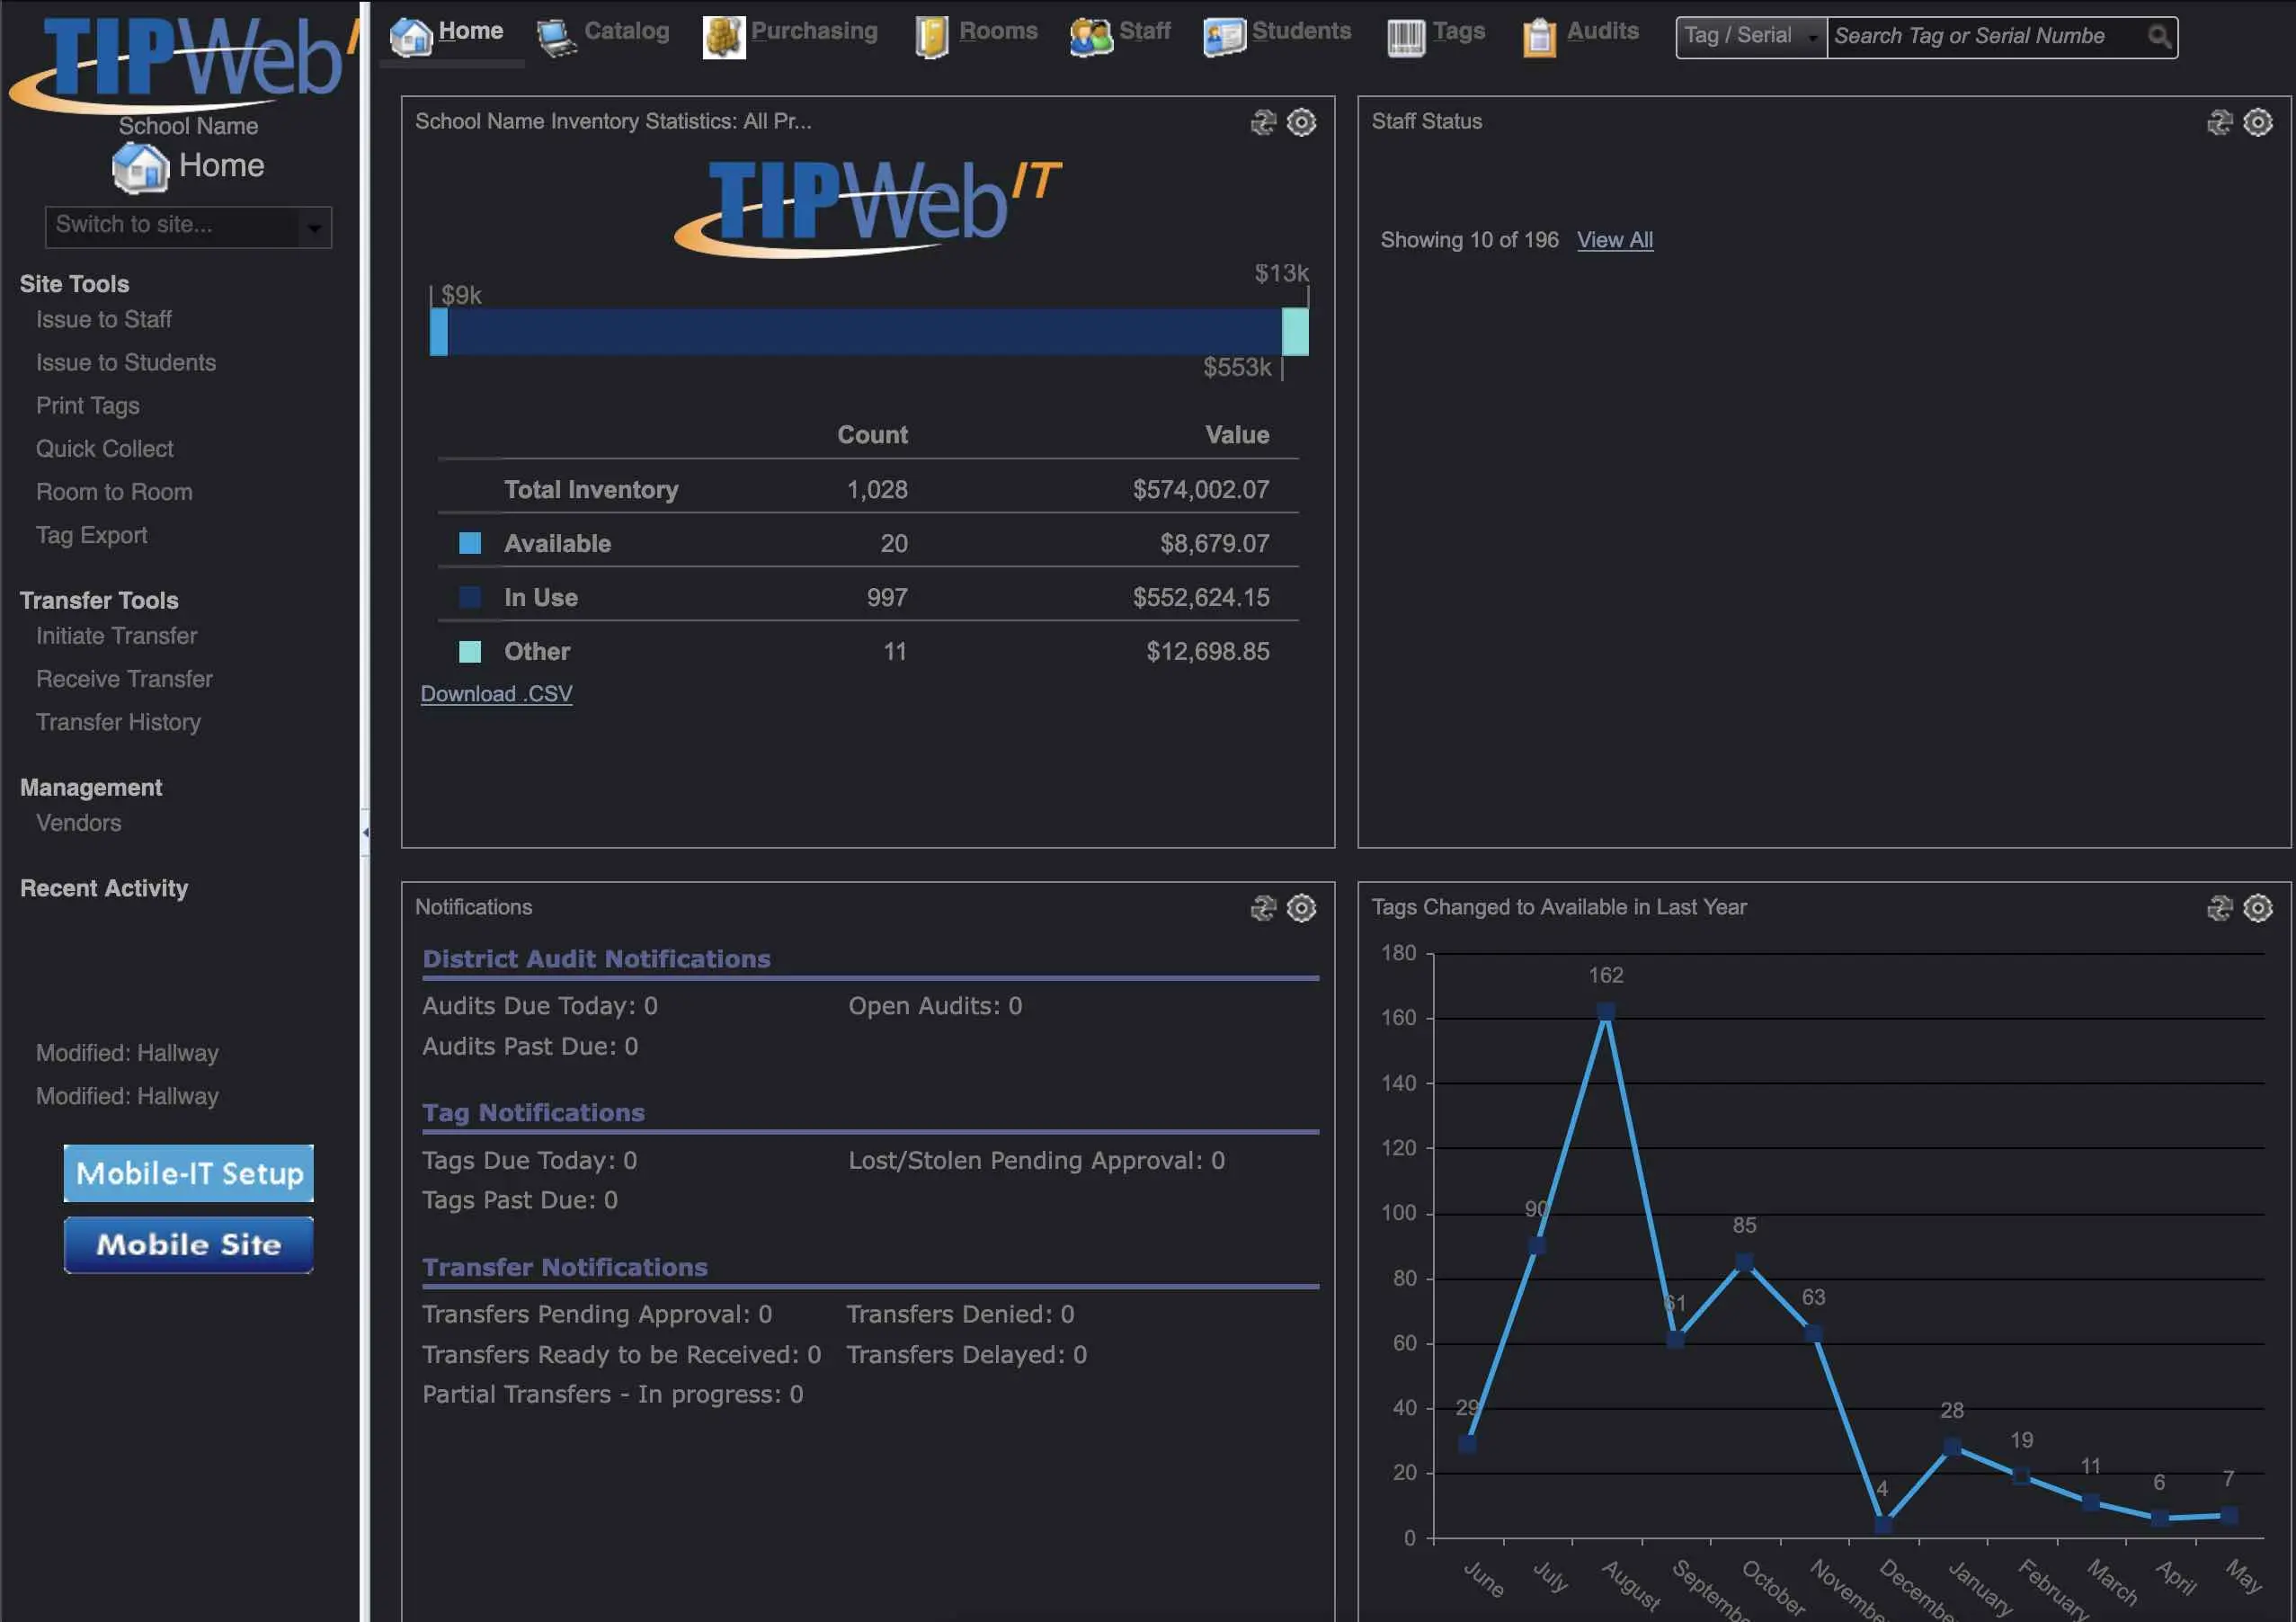 TIPWeb I
School Name
Home
Switch to site...
Site Tools
Issue to Staff
Issue to Students
Print Tags
Quick Collect
Room to Room
Tag Export
Transfer Tools
Initiate Transfer
Receive Transfer
Transfer History
Management
Vendors
Recent Activity
Modified: Hallway
Modified: Hallway
Mobile-IT Setup
Mobile Site
Home Catalog Purchasing Rooms Staff Students Tags Audits Tag / Serial Search Tag or Serial Numbe
School Name Inventory Statistics: All Pr...
TIPWeb IT
$9k $13k
$553k
Count Value
Total Inventory 1,028 $574,002.07
Available 20 $8,679.07
In Use 997 $552,624.15
Other 11 $12,698.85
Download .CSV
Staff Status
Showing 10 of 196 View All
Notifications
District Audit Notifications
Audits Due Today: 0 Open Audits: 0
Audits Past Due: 0
Tag Notifications
Tags Due Today: 0 Lost/Stolen Pending Approval: 0
Tags Past Due: 0
Transfer Notifications
Transfers Pending Approval: 0 Transfers Denied: 0
Transfers Ready to be Received: 0 Transfers Delayed: 0
Partial Transfers - In progress: 0
Tags Changed to Available in Last Year
180
160
140
120
100
80
60
40
20
0
29 90 162 61 85 63 4 28 19 11 6 7
June July August Septembe October Novembe Decembe January February March April May